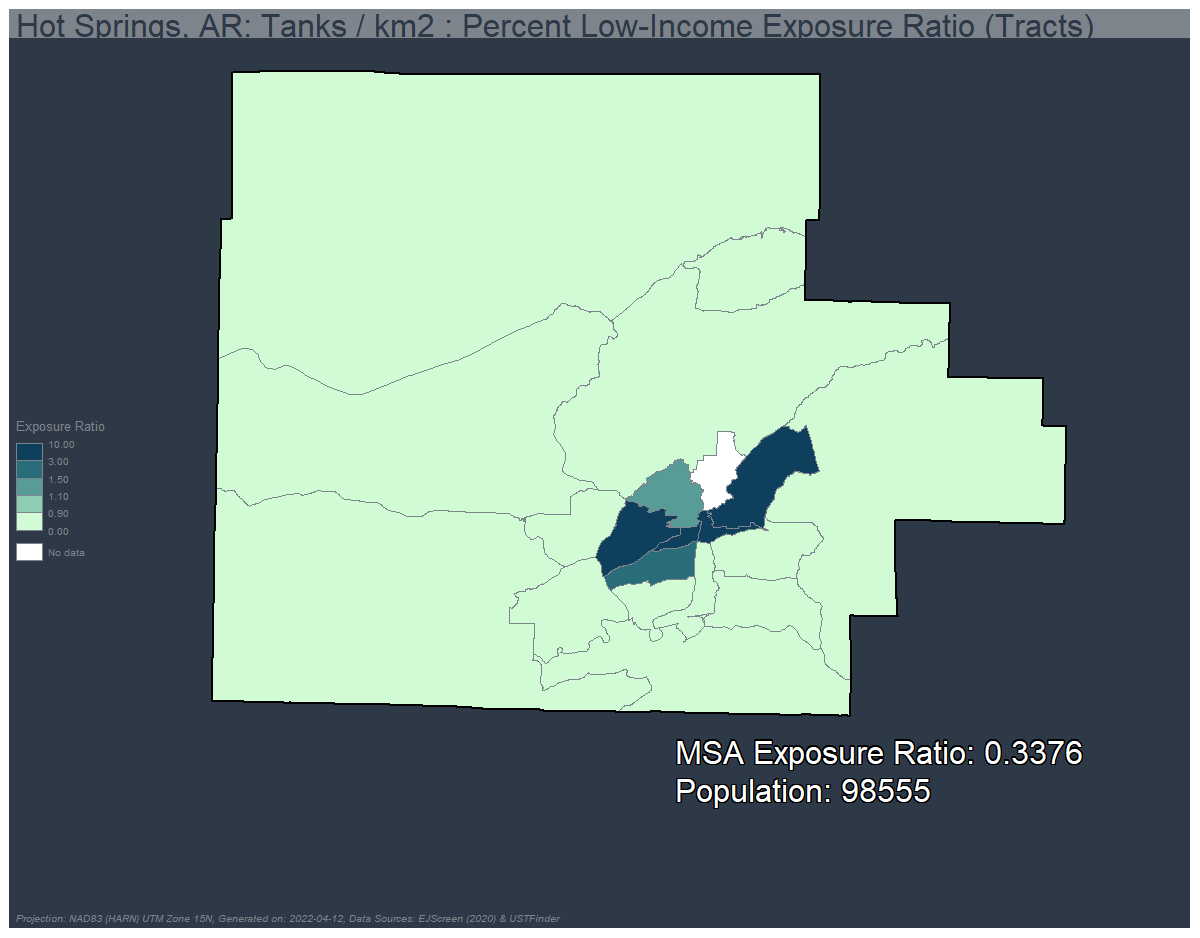 Hot Springs, AR: Tanks / km2 : Percent Low-Income Exposure Ratio (Tracts)
Exposure Ratio
10.00
3.00
1.50
1.10
0.90
0.00
No data
MSA Exposure Ratio: 0.3376
Population: 98555
Projection: NAD83 (HARN) UTM Zone 15N, Generated on: 2022-04-12, Data Sources: EJScreen (2020) & USTFinder